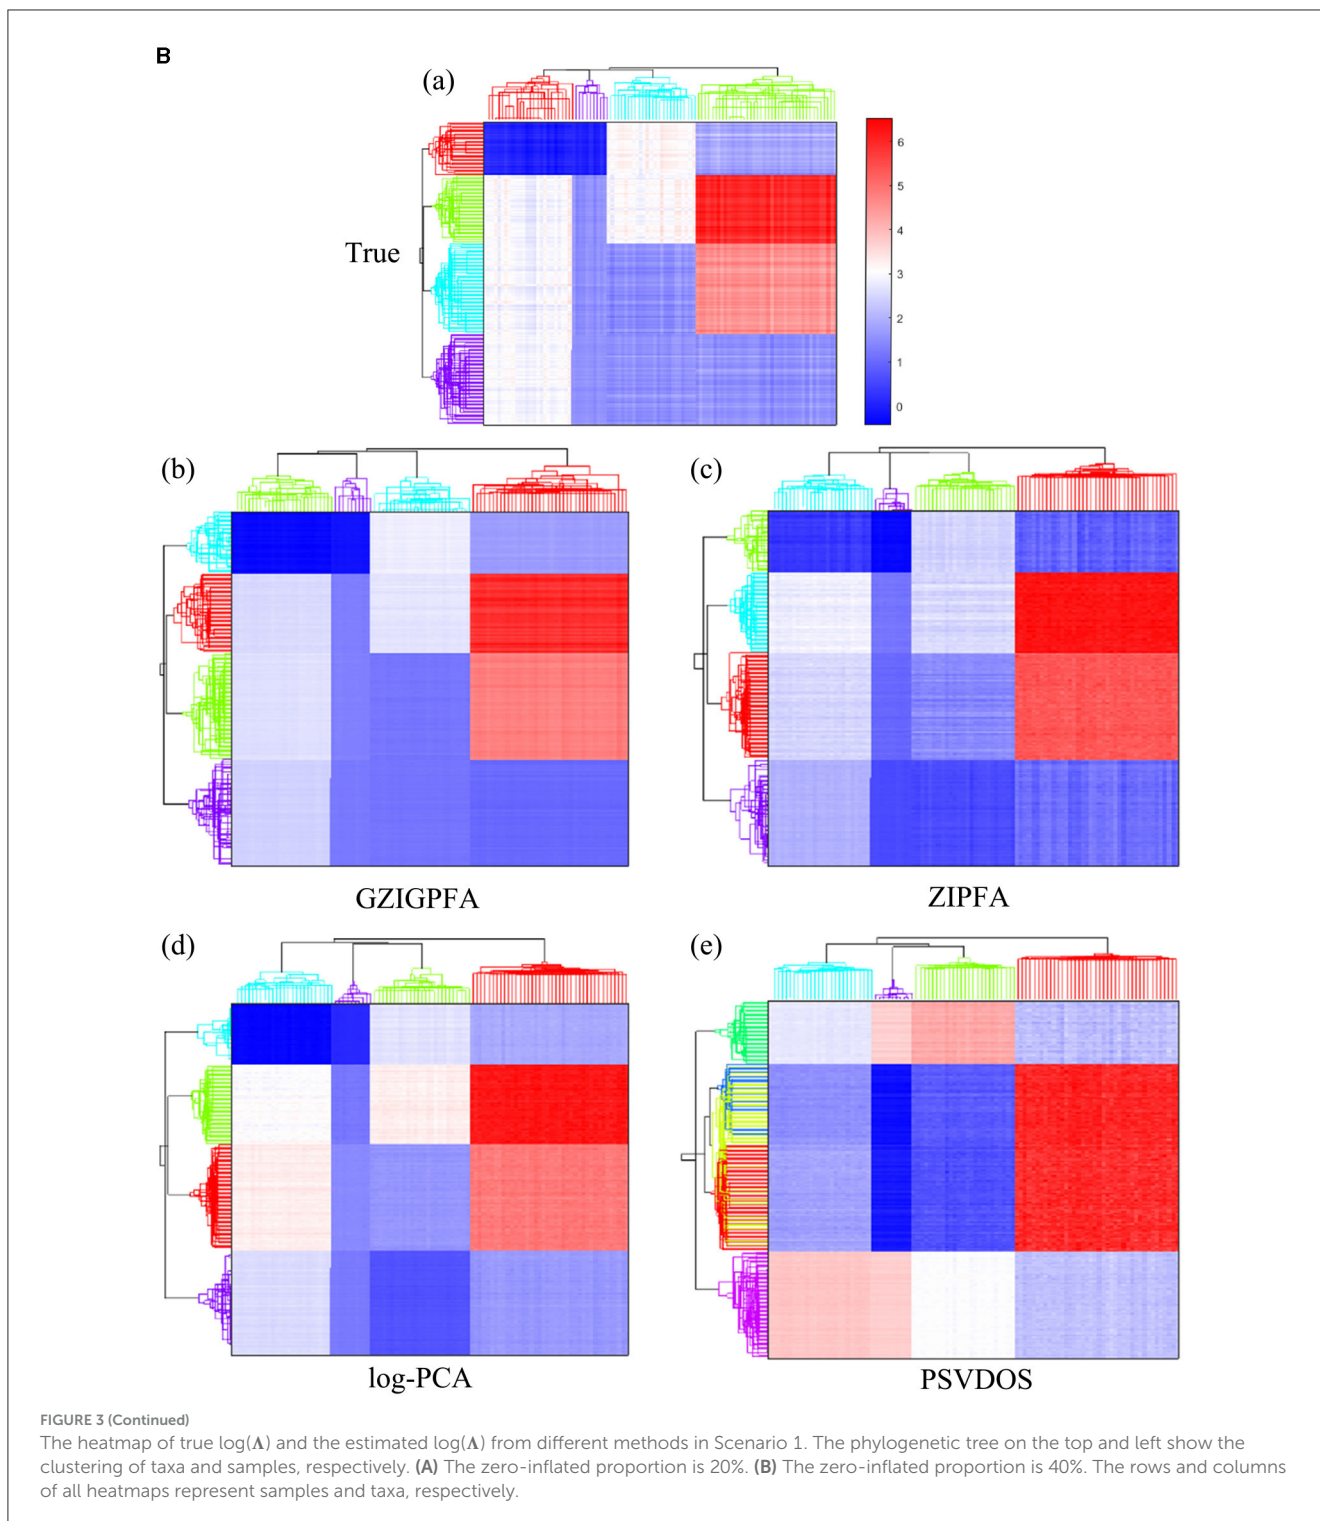 B
(a)
True
6
5
4
3
2
1
0
(b)
(c)
GZIGPFA
ZIPFA
(d)
(e)
log-PCA
PSVDOS
FIGURE 3 (Continued)
The heatmap of true log(Λ) and the estimated log(Λ) from different methods in Scenario 1. The phylogenetic tree on the top and left show the
clustering of taxa and samples, respectively. (A) The zero-inflated proportion is 20%. (B) The zero-inflated proportion is 40%. The rows and columns
of all heatmaps represent samples and taxa, respectively.